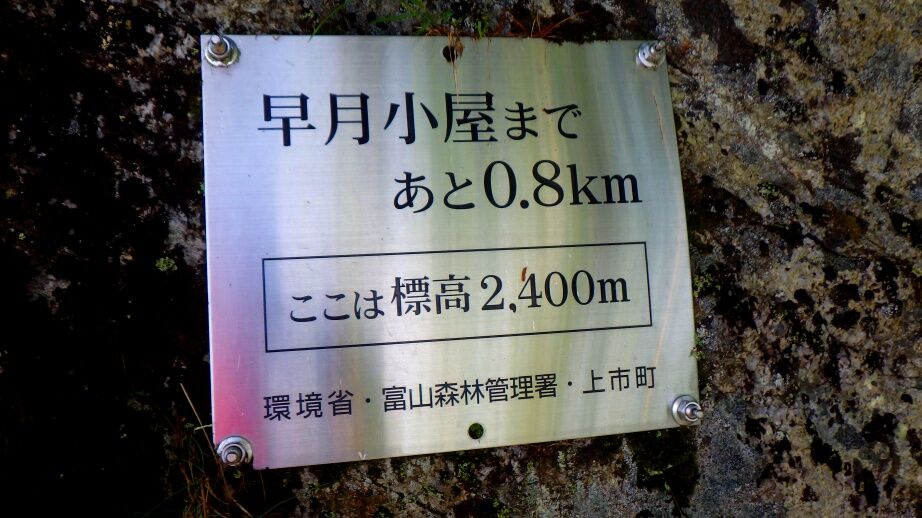 早月小屋まで
あと0.8km
ここは標高2,400m
環境省・富山森林管理署・上市町